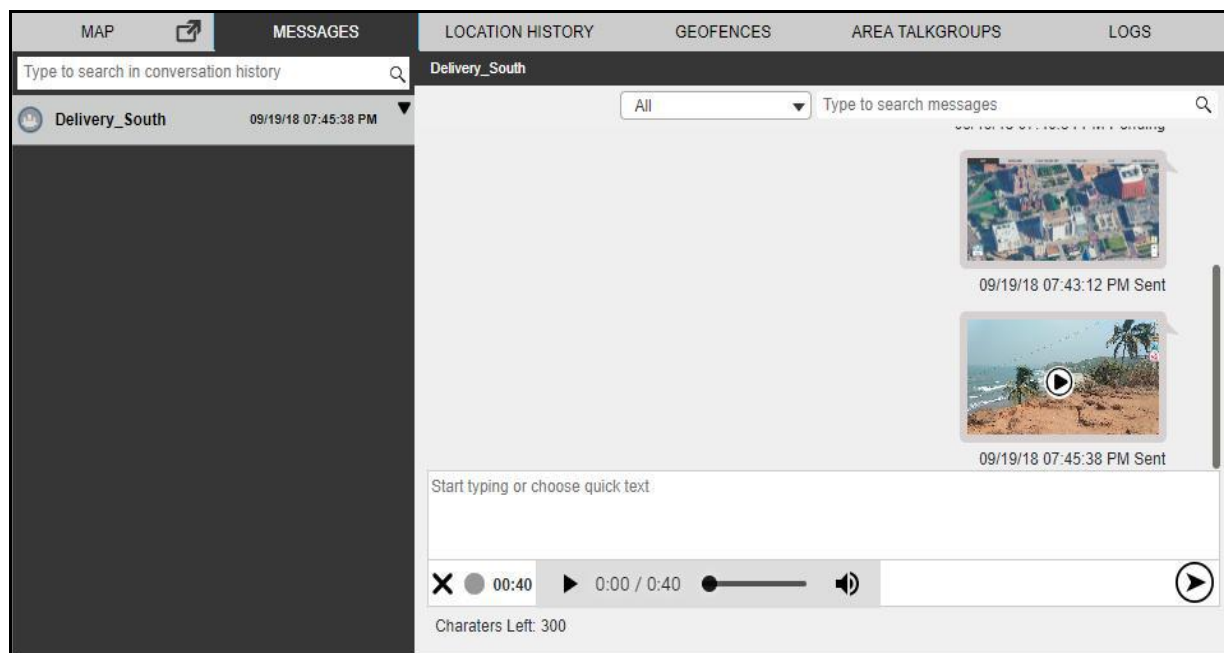 MAP MESSAGES LOCATION HISTORY GEOFENCES AREA TALKGROUPS LOGS
Type to search in conversation history
Delivery_South 09/19/18 07:45:38 PM
Delivery_South
All Type to search messages
09/19/18 07:43:12 PM Sent
09/19/18 07:45:38 PM Sent
Start typing or choose quick text
00:40 0:00 / 0:40
Charaters Left: 300